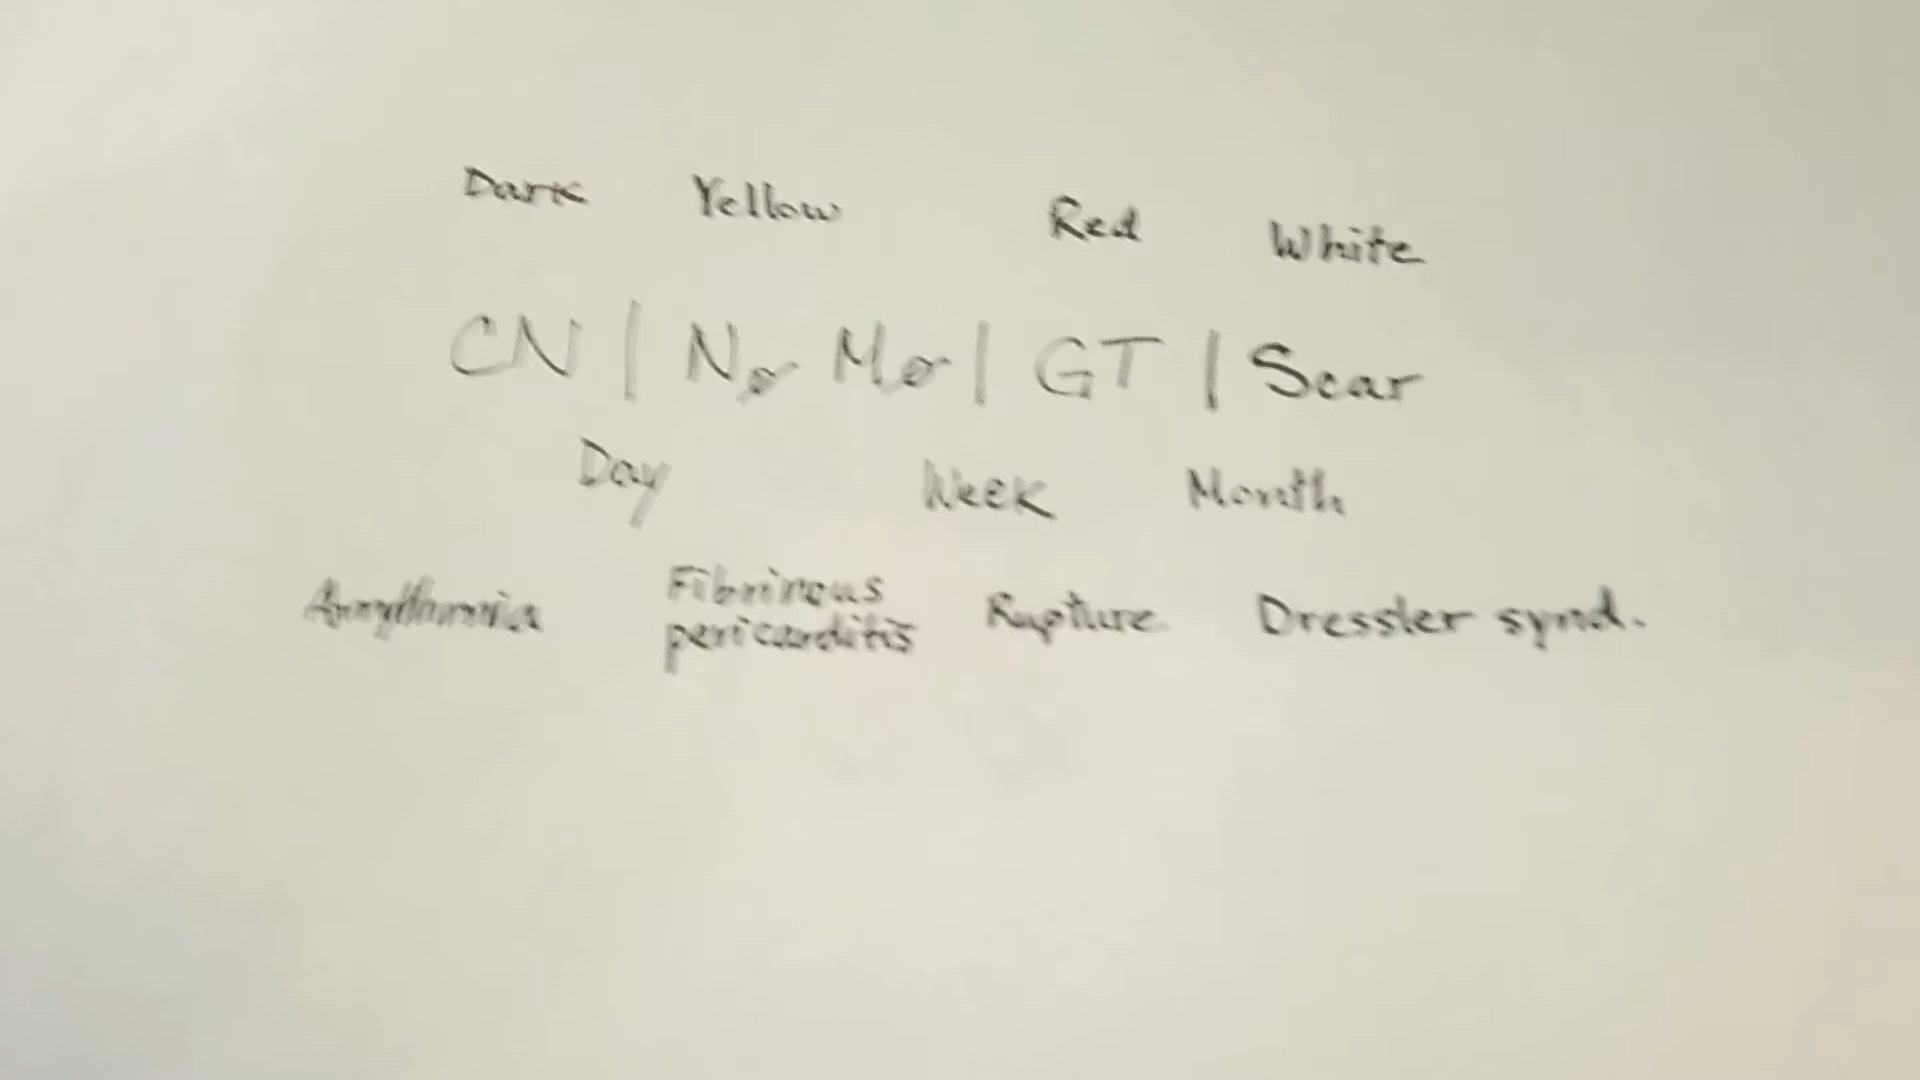 Dark Yellow Red White
CN | Nø Mø | GT | Scar
Day Week Month
Arrythmia Fibrinous pericarditis Rupture Dressler synd.